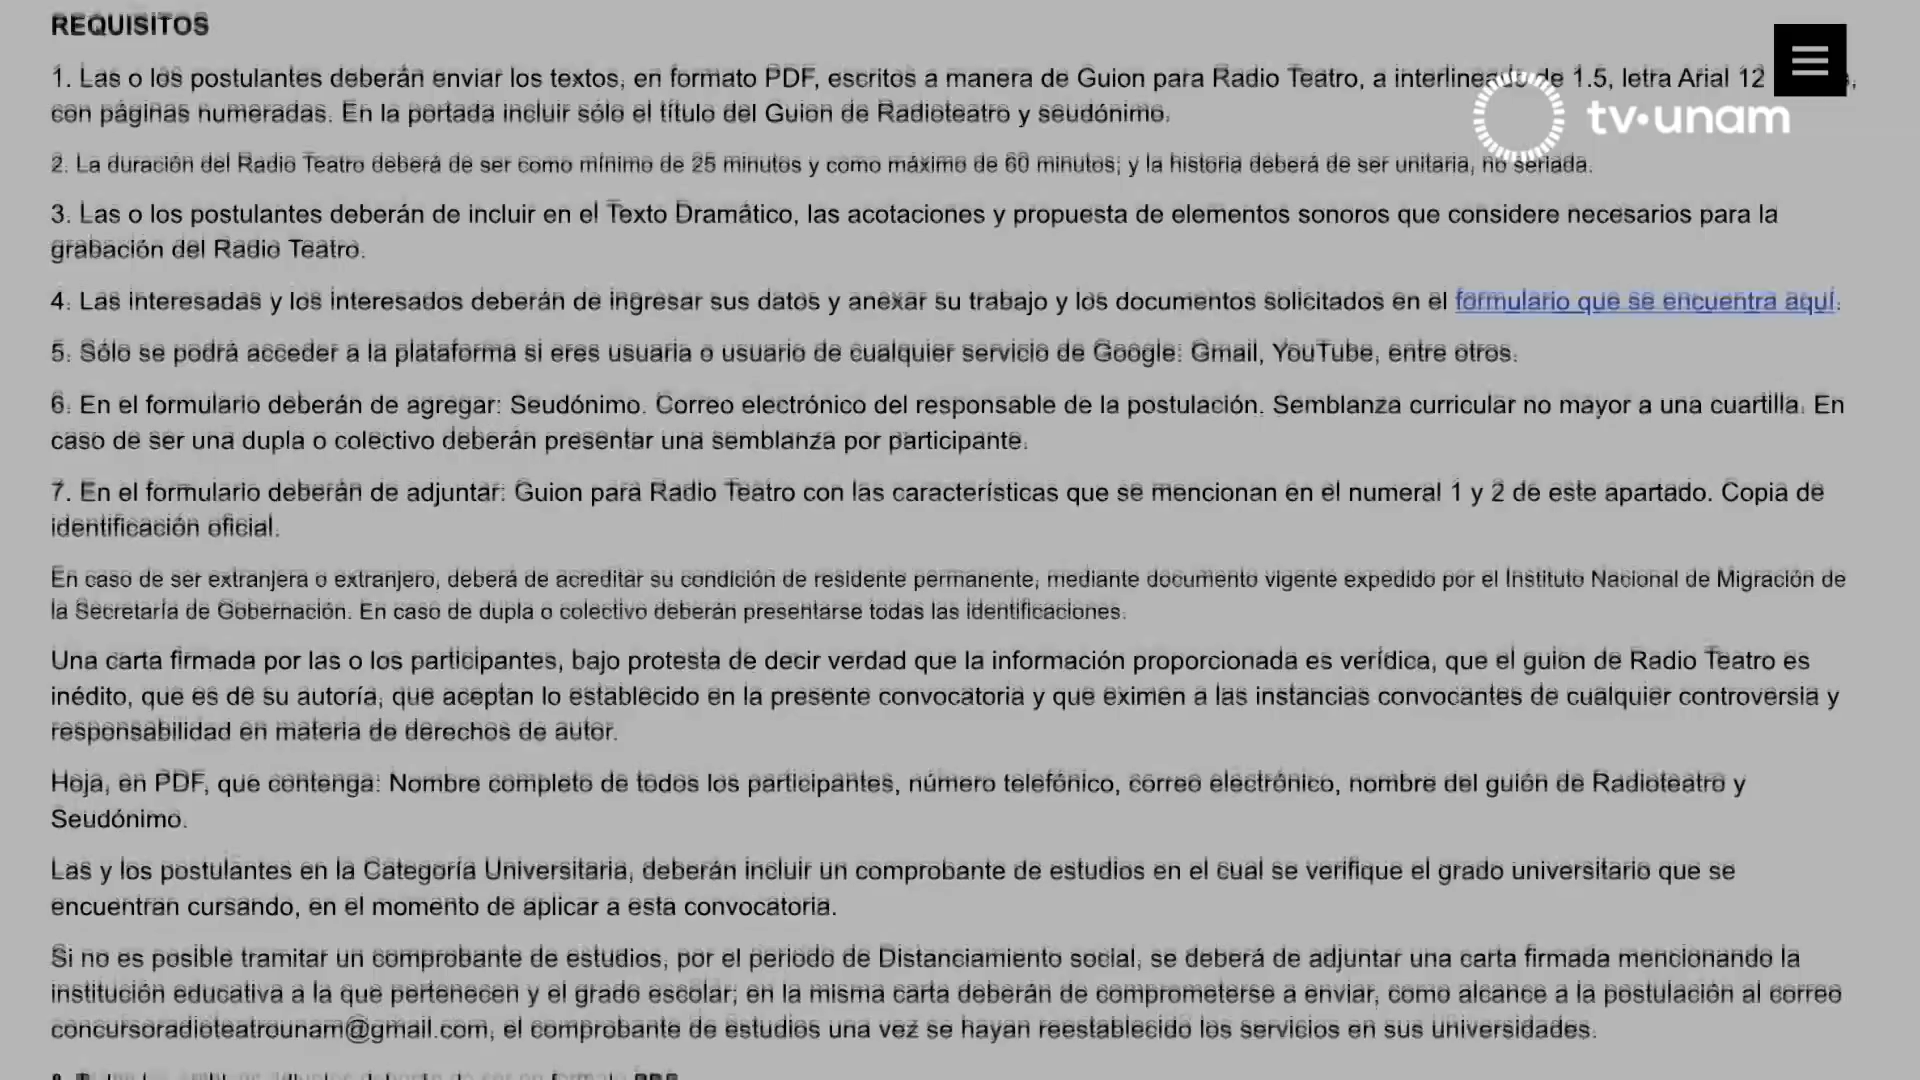 REQUISITOS
1. Las o los postulantes deberán enviar los textos, en formato PDF, escritos a manera de Guion para Radio Teatro, a interlineado de 1.5, letra Arial 12
con páginas numeradas. En la portada incluir sólo el título del Guion de Radioteatro y seudónimo.
tv·unam
2. La duración del Radio Teatro deberá de ser como mínimo de 25 minutos y como máximo de 60 minutos; y la historia deberá de ser unitaria, no seriada.
3. Las o los postulantes deberán de incluir en el Texto Dramático, las acotaciones y propuesta de elementos sonoros que considere necesarios para la
grabación del Radio Teatro.
4. Las interesadas y los interesados deberán de ingresar sus datos y anexar su trabajo y los documentos solicitados en el formulario que se encuentra aquí.
5. Sólo se podrá acceder a la plataforma si eres usuaria o usuario de cualquier servicio de Google: Gmail, YouTube, entre otros.
6. En el formulario deberán de agregar: Seudónimo. Correo electrónico del responsable de la postulación. Semblanza curricular no mayor a una cuartilla. En
caso de ser una dupla o colectivo deberán presentar una semblanza por participante.
7. En el formulario deberán de adjuntar: Guion para Radio Teatro con las características que se mencionan en el numeral 1 y 2 de este apartado. Copia de
identificación oficial.
En caso de ser extranjera o extranjero, deberá de acreditar su condición de residente permanente, mediante documento vigente expedido por el Instituto Nacional de Migración de
la Secretaría de Gobernación. En caso de dupla o colectivo deberán presentarse todas las identificaciones.
Una carta firmada por las o los participantes, bajo protesta de decir verdad que la información proporcionada es verídica, que el guion de Radio Teatro es
inédito, que es de su autoría, que aceptan lo establecido en la presente convocatoria y que eximen a las instancias convocantes de cualquier controversia y
responsabilidad en materia de derechos de autor.
Hoja, en PDF, que contenga: Nombre completo de todos los participantes, número telefónico, correo electrónico, nombre del guión de Radioteatro y
Seudónimo.
Las y los postulantes en la Categoría Universitaria, deberán incluir un comprobante de estudios en el cual se verifique el grado universitario que se
encuentran cursando, en el momento de aplicar a esta convocatoria.
Si no es posible tramitar un comprobante de estudios, por el periodo de Distanciamiento social, se deberá de adjuntar una carta firmada mencionando la
institución educativa a la que pertenecen y el grado escolar; en la misma carta deberán de comprometerse a enviar, como alcance a la postulación al correo
concursoradioteatrounam@gmail.com, el comprobante de estudios una vez se hayan reestablecido los servicios en sus universidades.